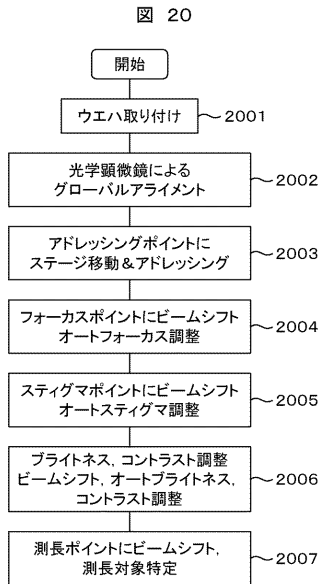 図 20
開始
ウエハ取り付け
2001
光学顕微鏡による
グローバルアライメント
2002
アドレッシングポイントに
ステージ移動&アドレッシング
2003
フォーカスポイントにビームシフト
オートフォーカス調整
2004
スティグマポイントにビームシフト
オートスティグマ調整
2005
ブライトネス, コントラスト調整
ビームシフト, オートブライトネス,
コントラスト調整
2006
測長ポイントにビームシフト,
測長対象特定
2007